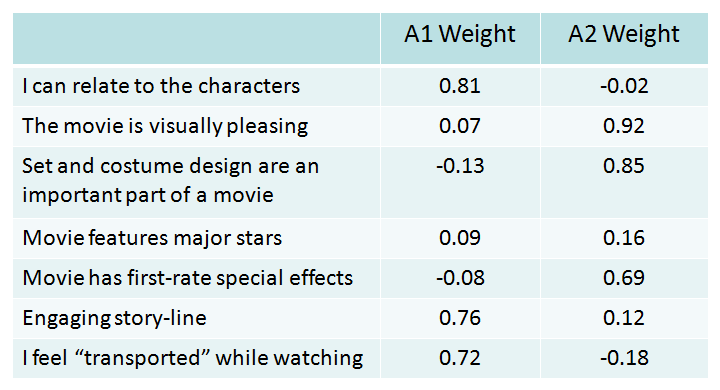 A1 Weight A2 Weight
I can relate to the characters 0.81 -0.02
The movie is visually pleasing 0.07 0.92
Set and costume design are an -0.13 0.85
important part of a movie
Movie features major stars 0.09 0.16
Movie has first-rate special effects -0.08 0.69
Engaging story-line 0.76 0.12
I feel “transported” while watching 0.72 -0.18